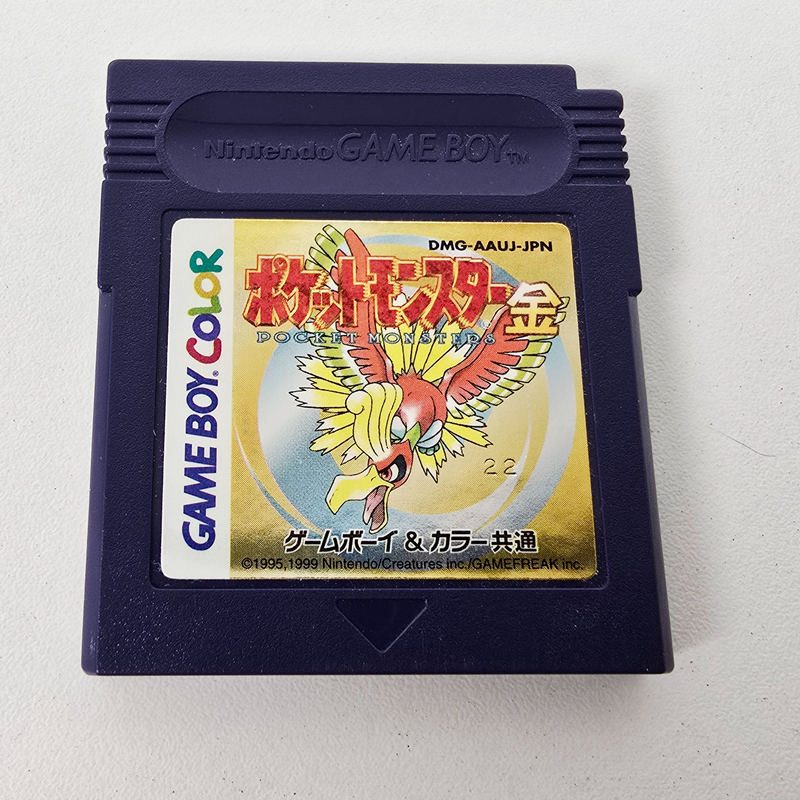 Nintendo GAME BOY™
GAME BOY® COLOR
DMG-AAUJ-JPN
ポケットモンスター 金
POCKET MONSTERS
22
ゲームボーイ & カラー共通
©1995,1999 Nintendo/Creatures inc./GAMEFREAK inc.